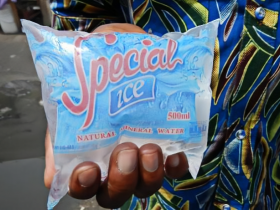 Special
ICE
500ml
NATURAL MINERAL WATER